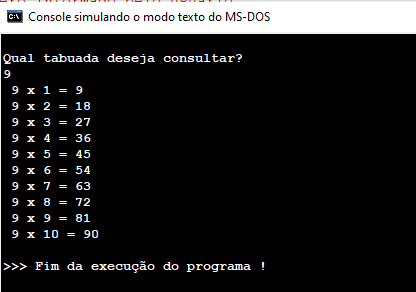 Console simulando o modo texto do MS-DOS
Qual tabuada deseja consultar?
9
9 x 1 = 9
9 x 2 = 18
9 x 3 = 27
9 x 4 = 36
9 x 5 = 45
9 x 6 = 54
9 x 7 = 63
9 x 8 = 72
9 x 9 = 81
9 x 10 = 90
>>> Fim da execução do programa !